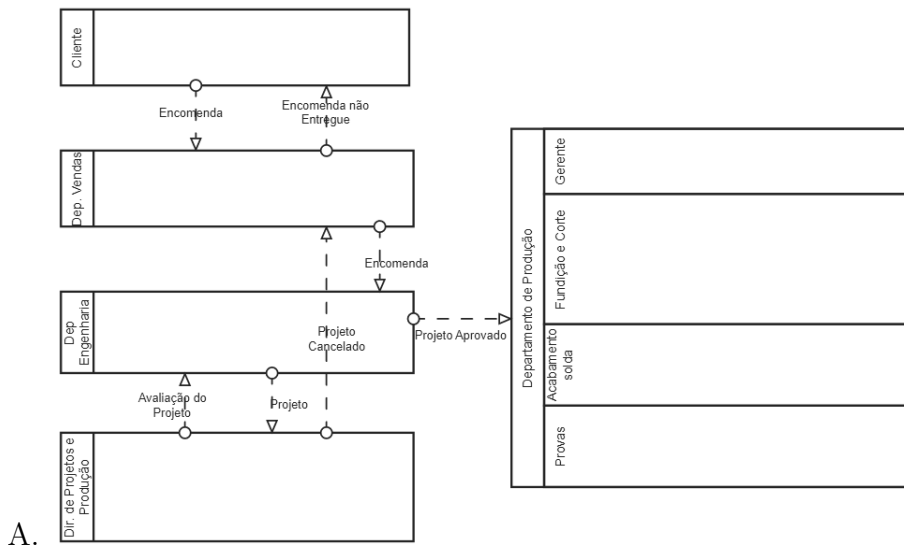 Cliente
Encomenda
Encomenda não
Entregue
Dep. Vendas
Encomenda
Dep
Engenharia
Projeto
Cancelado
Projeto Aprovado
Avaliação do
Projeto
Projeto
Dir. de Projetos e
Produção
Departamento de Produção
Gerente
Fundição e Corte
Acabamento
solda
Provas
A.